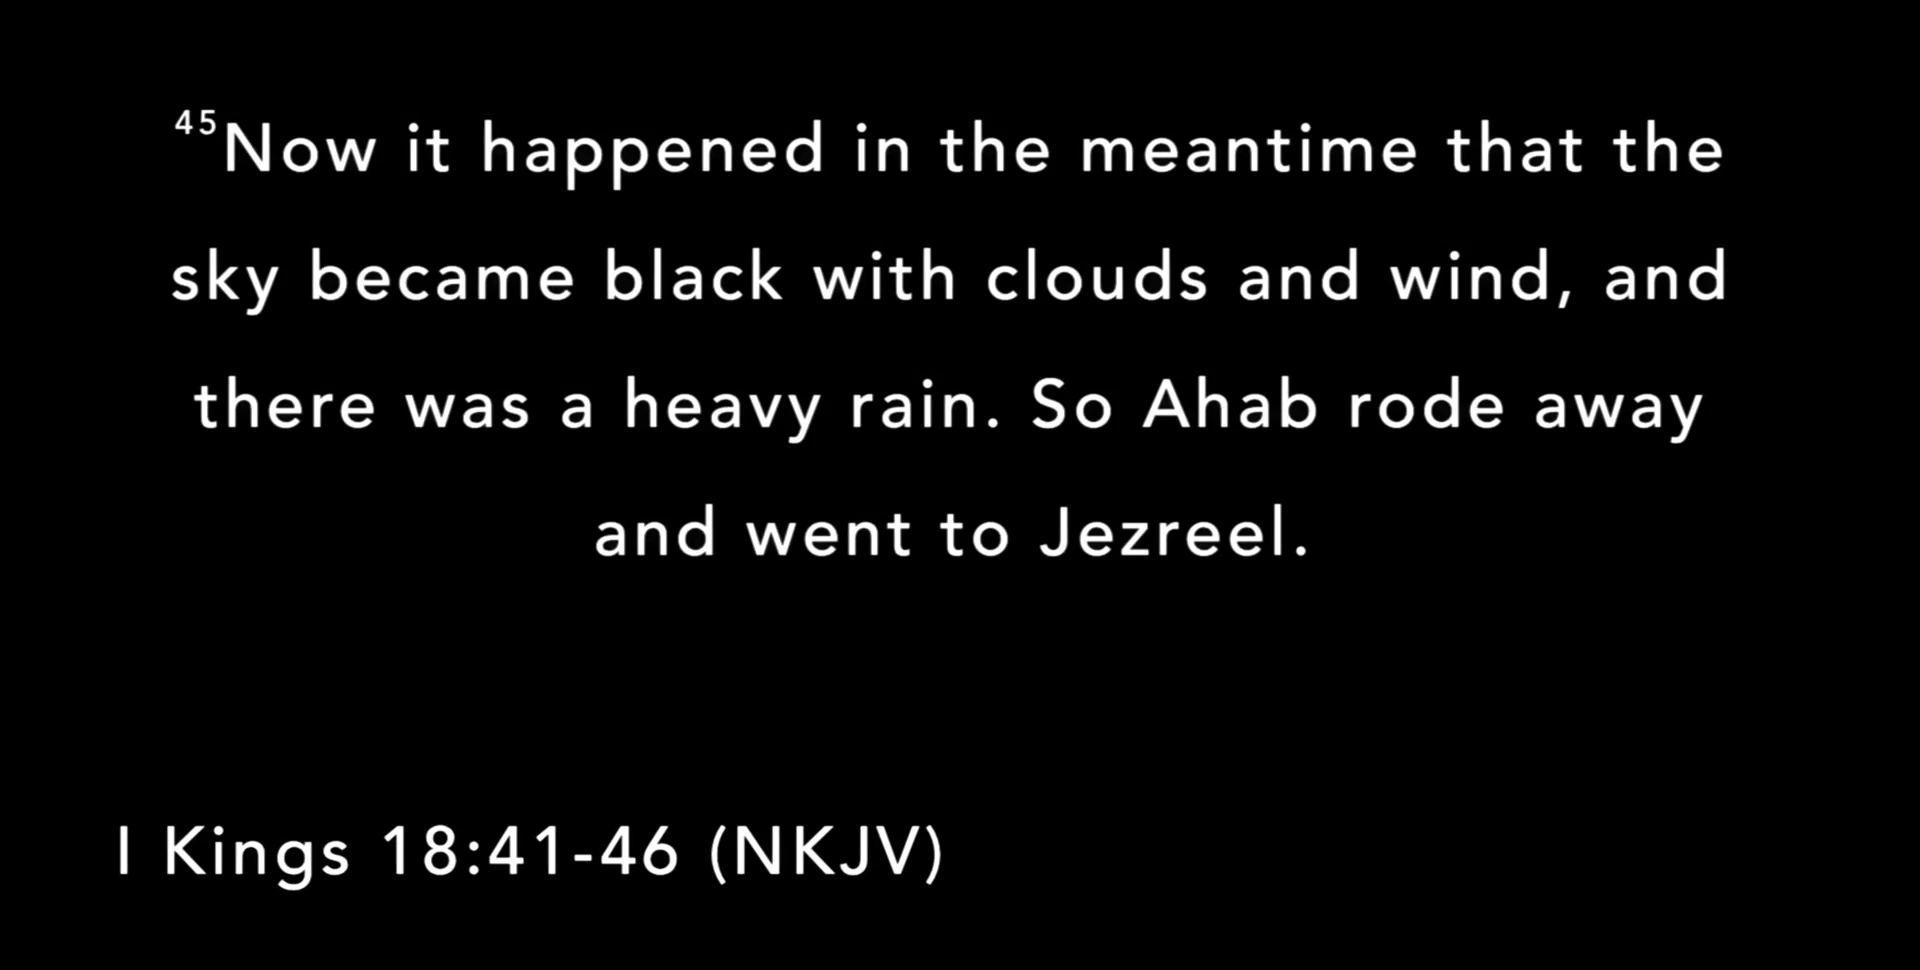 45Now it happened in the meantime that the
sky became black with clouds and wind, and
there was a heavy rain. So Ahab rode away
and went to Jezreel.
I Kings 18:41-46 (NKJV)